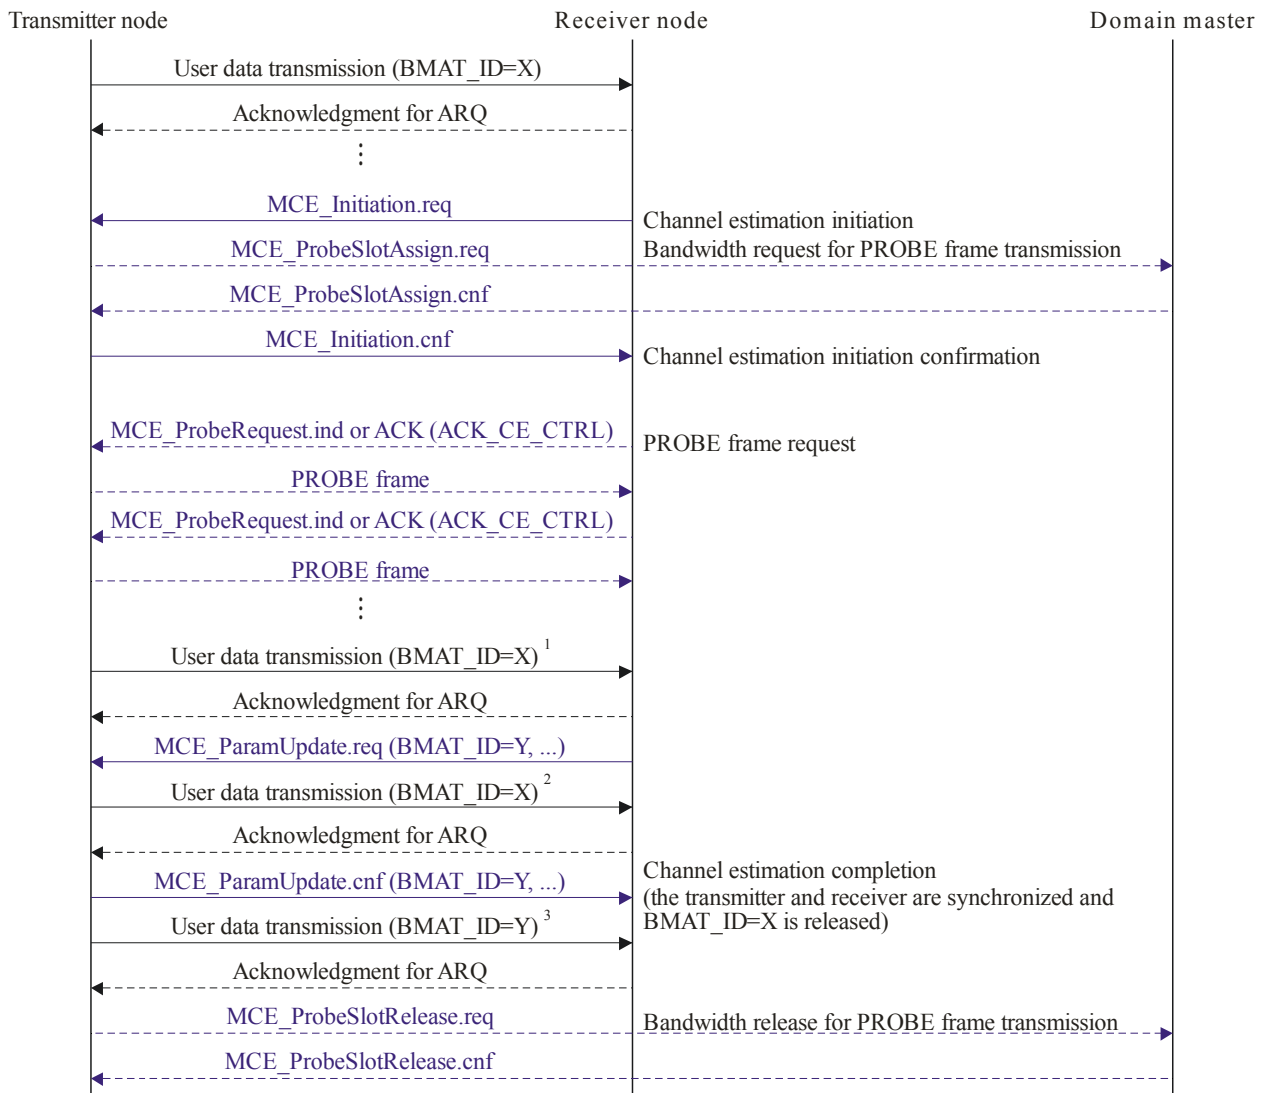 Transmitter node Receiver node Domain master
User data transmission (BMAT_ID=X)
Acknowledgment for ARQ
MCE_Initiation.req
Channel estimation initiation
MCE_ProbeSlotAssign.req Bandwidth request for PROBE frame transmission
MCE_ProbeSlotAssign.cnf
MCE_Initiation.cnf
Channel estimation initiation confirmation
MCE_ProbeRequest.ind or ACK (ACK_CE_CTRL)
PROBE frame request
PROBE frame
MCE_ProbeRequest.ind or ACK (ACK_CE_CTRL)
PROBE frame
User data transmission (BMAT_ID=X) 1
Acknowledgment for ARQ
MCE_ParamUpdate.req (BMAT_ID=Y, ...)
User data transmission (BMAT_ID=X) 2
Acknowledgment for ARQ
MCE_ParamUpdate.cnf (BMAT_ID=Y, ...)
Channel estimation completion
(the transmitter and receiver are synchronized and
BMAT_ID=X is released)
User data transmission (BMAT_ID=Y) 3
Acknowledgment for ARQ
MCE_ProbeSlotRelease.req
Bandwidth release for PROBE frame transmission
MCE_ProbeSlotRelease.cnf